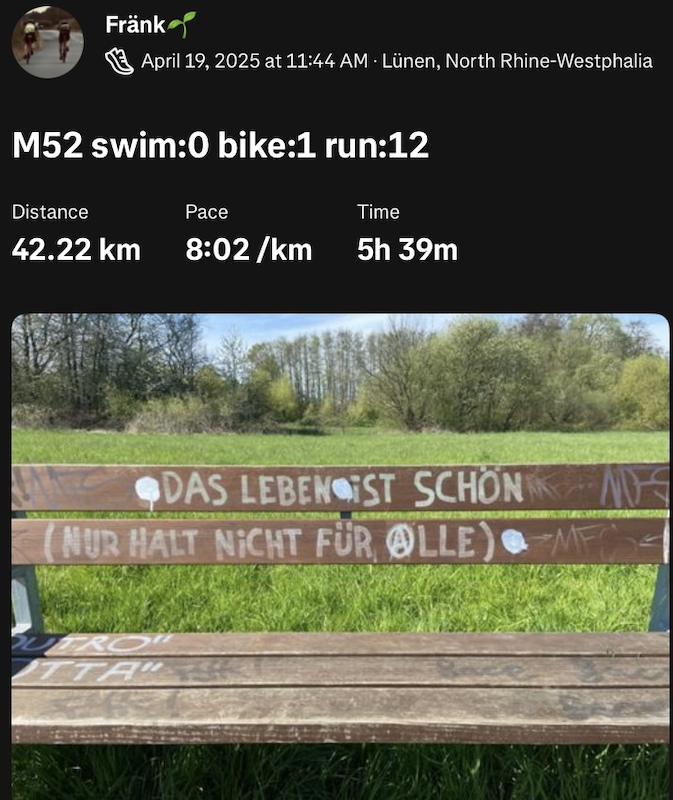 Fränk🌱
April 19, 2025 at 11:44 AM · Lünen, North Rhine-Westphalia
M52 swim:0 bike:1 run:12
Distance Pace Time
42.22 km 8:02 /km 5h 39m
DAS LEBEN iST SCHÖN
(NUR HALT NiCHT FÜR ALLE)
OUTRO"
OTTA"